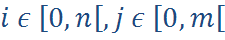 i ϵ [0, n[, j ϵ [0, m[